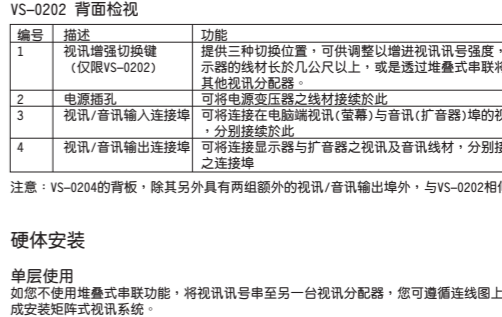 VS-0202 背面检视
编号 描述 功能
1 视讯增强切换键 提供三种切换位置，可供调整以增进视讯讯号强度，
（仅限VS-0202） 示器的线材长於几公尺以上，或是透过堆叠式串联将
其他视讯分配器。
2 电源插孔 可将电源变压器之线材接续於此
3 视讯/音讯输入连接埠 可将连接在电脑端视讯(萤幕)与音讯(扩音器)埠的视
，分别接续於此
4 视讯/音讯输出连接埠 可将连接显示器与扩音器之视讯及音讯线材，分别接
之连接埠
注意：VS-0204的背板，除其另外具有两组额外的视讯/音讯输出埠外，与VS-0202相
硬体安装
单层使用
如您不使用堆叠式串联功能，将视讯讯号串至另一台视讯分配器，您可遵循连线图上
成安装矩阵式视讯系统。